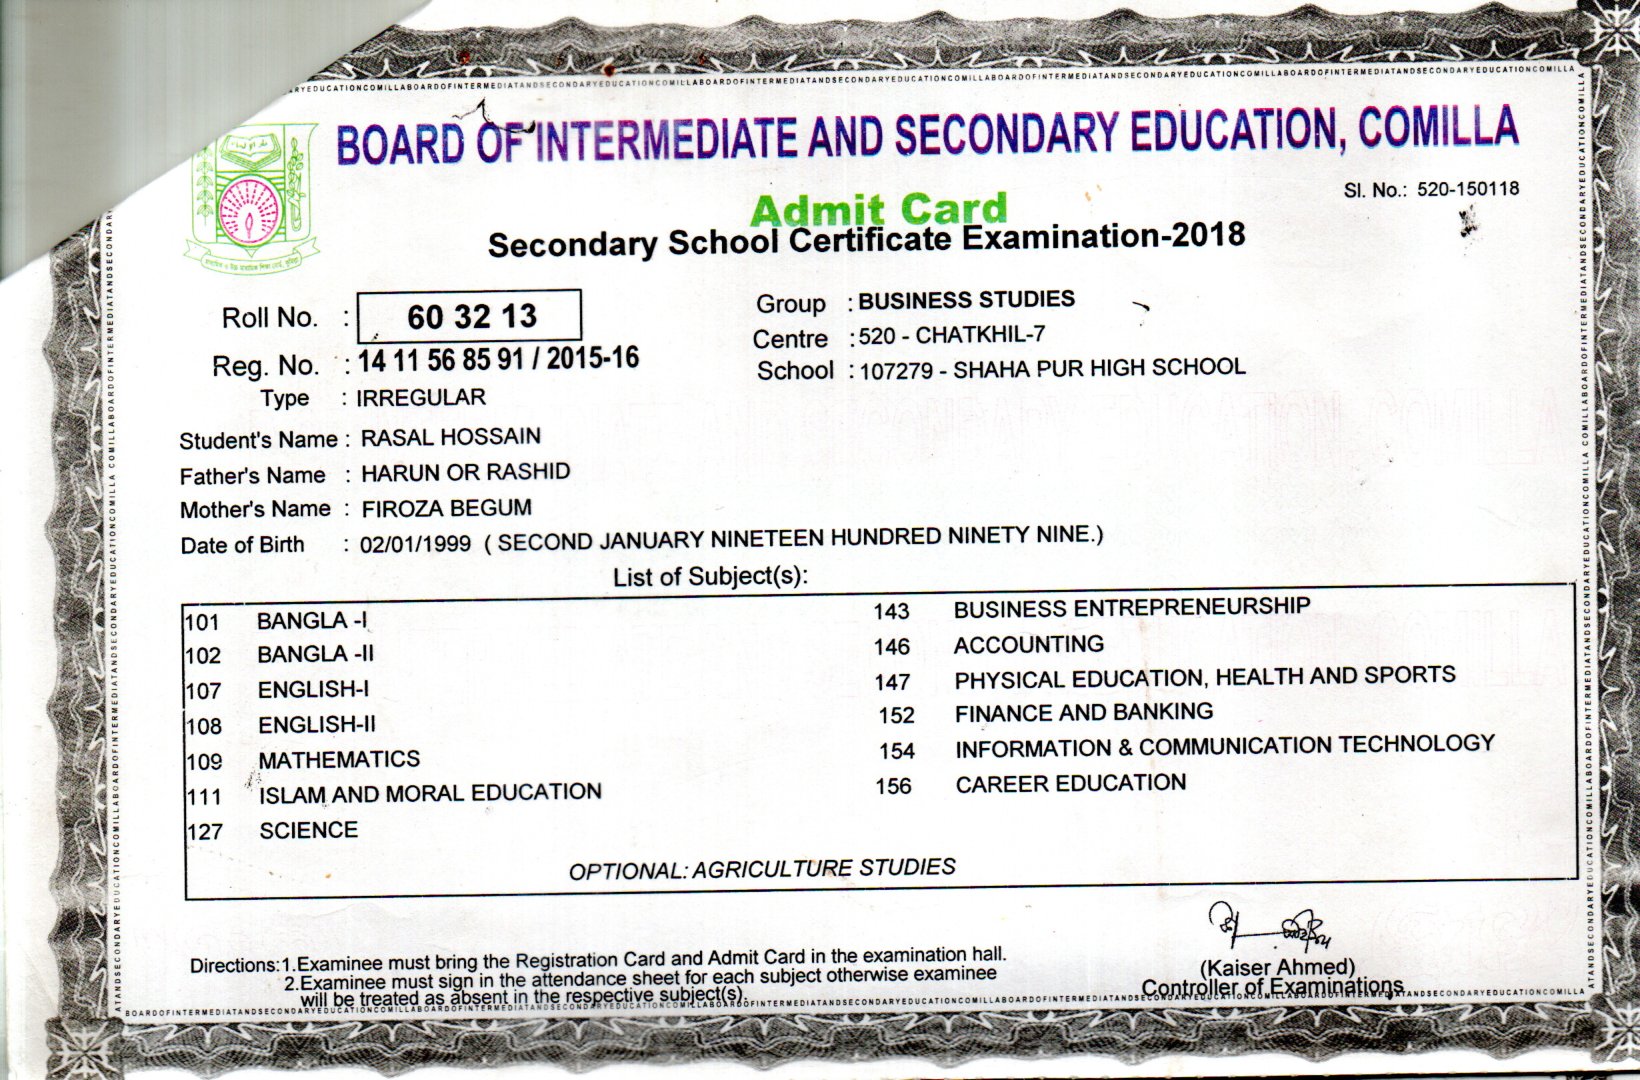 BOARD OF INTERMEDIATE AND SECONDARY EDUCATION, COMILLA
Sl. No.: 520-150118
Admit Card
Secondary School Certificate Examination-2018
Roll No. : 60 32 13
Reg. No. : 14 11 56 85 91 / 2015-16
Type : IRREGULAR
Group : BUSINESS STUDIES
Centre : 520 - CHATKHIL-7
School : 107279 - SHAHA PUR HIGH SCHOOL
Student's Name : RASAL HOSSAIN
Father's Name : HARUN OR RASHID
Mother's Name : FIROZA BEGUM
Date of Birth : 02/01/1999 ( SECOND JANUARY NINETEEN HUNDRED NINETY NINE.)
List of Subject(s):
101 BANGLA -I
102 BANGLA -II
107 ENGLISH-I
108 ENGLISH-II
109 MATHEMATICS
111 ISLAM AND MORAL EDUCATION
127 SCIENCE
143 BUSINESS ENTREPRENEURSHIP
146 ACCOUNTING
147 PHYSICAL EDUCATION, HEALTH AND SPORTS
152 FINANCE AND BANKING
154 INFORMATION & COMMUNICATION TECHNOLOGY
156 CAREER EDUCATION
OPTIONAL: AGRICULTURE STUDIES
Directions:1.Examinee must bring the Registration Card and Admit Card in the examination hall.
2.Examinee must sign in the attendance sheet for each subject otherwise examinee
will be treated as absent in the respective subject(s).
(Kaiser Ahmed)
Controller of Examinations